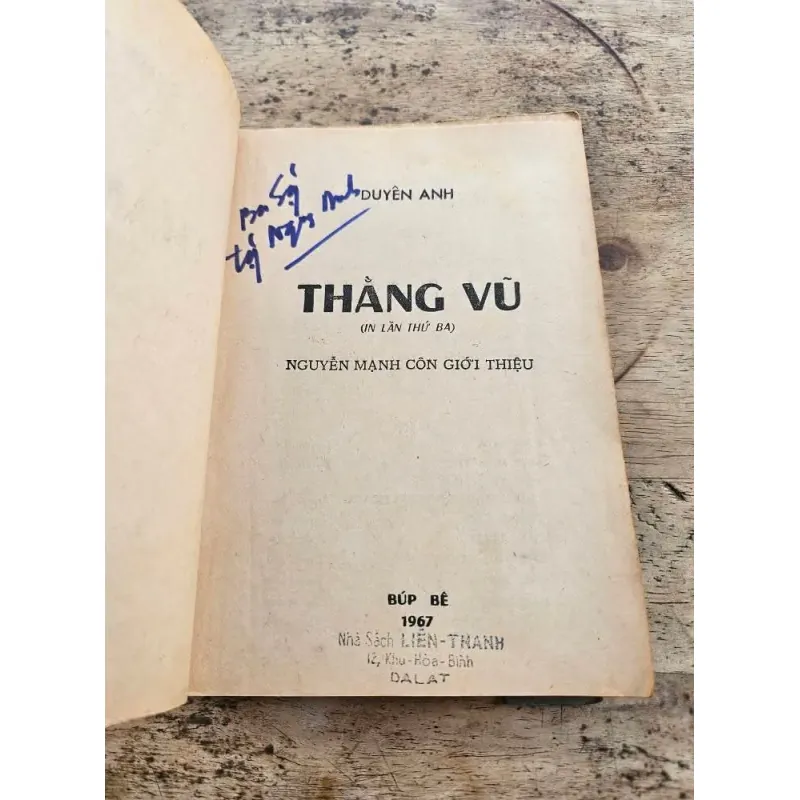 DUYÊN ANH
THẰNG VŨ
(IN LẦN THỨ BA)
NGUYỄN MẠNH CÔN GIỚI THIỆU
BÚP BÊ
1967
Nhà Sách LIÊN-THANH
12, Khu-Hòa-Bình
DALAT